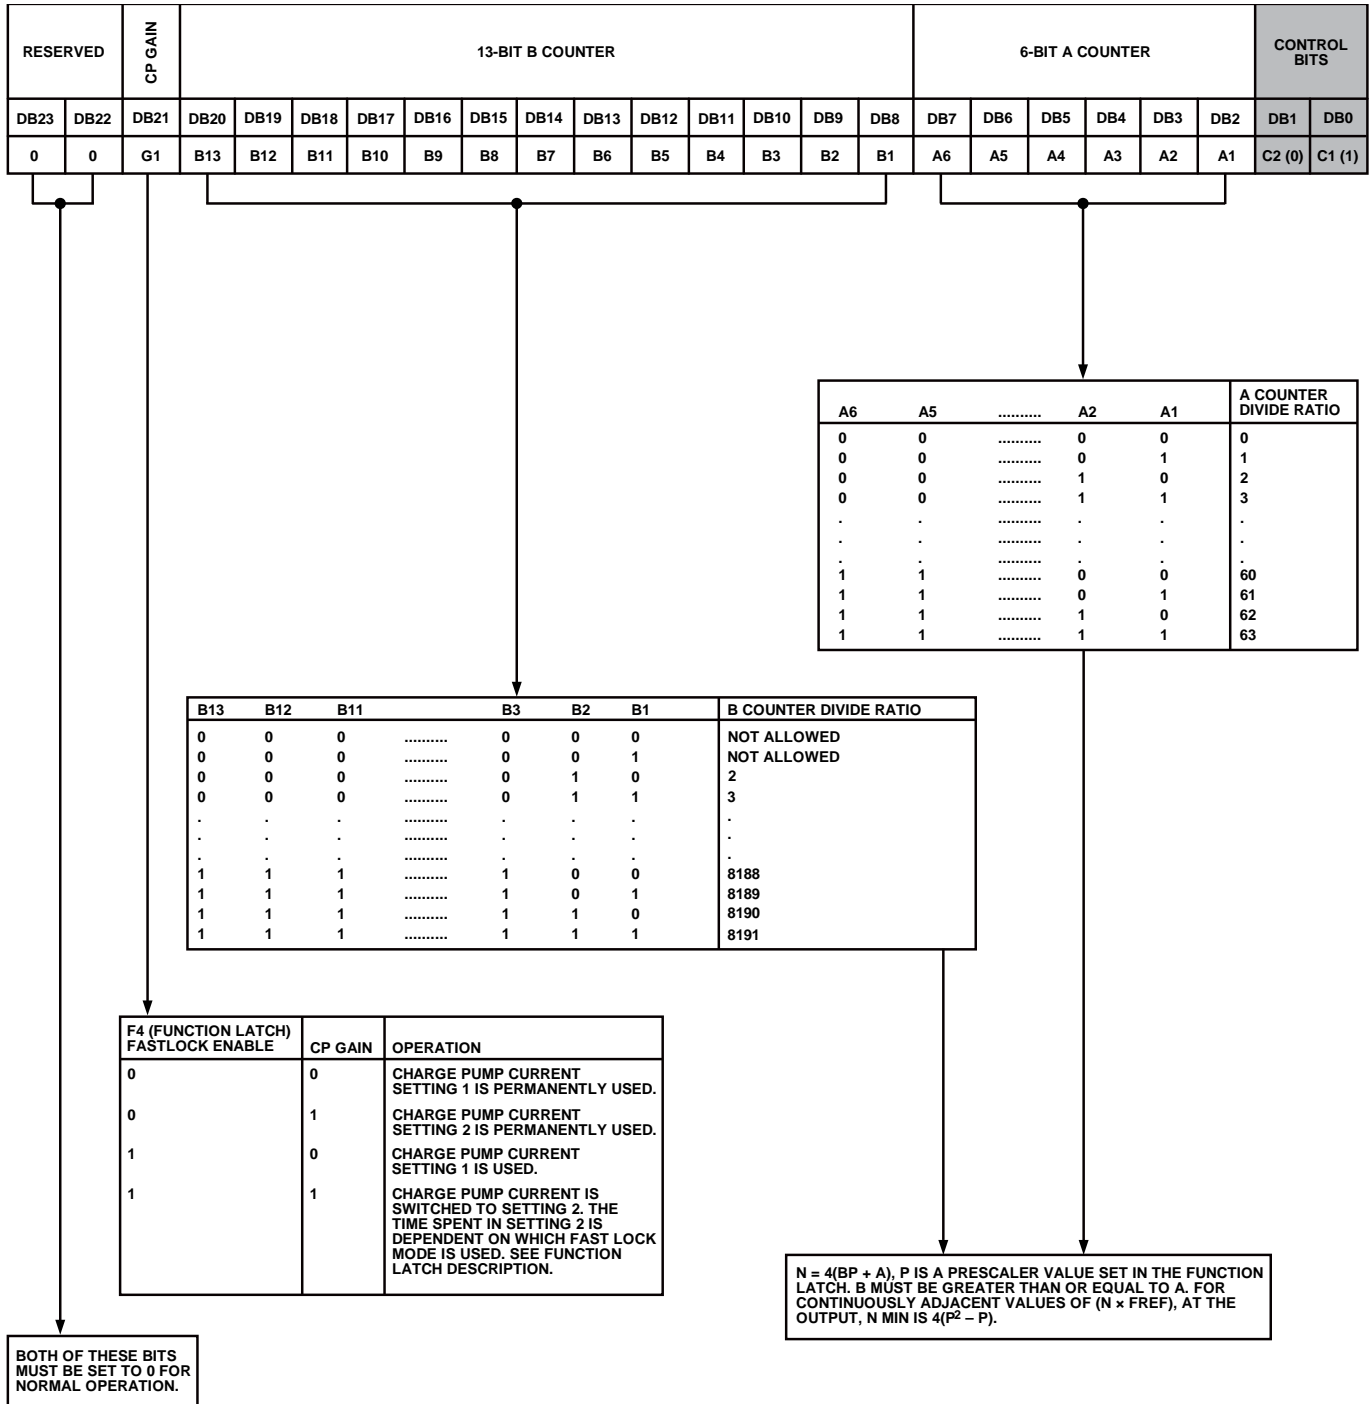 RESERVED CP GAIN 13-BIT B COUNTER 6-BIT A COUNTER CONTROL
BITS
DB23 DB22 DB21 DB20 DB19 DB18 DB17 DB16 DB15 DB14 DB13 DB12 DB11 DB10 DB9 DB8 DB7 DB6 DB5 DB4 DB3 DB2 DB1 DB0
0 0 G1 B13 B12 B11 B10 B9 B8 B7 B6 B5 B4 B3 B2 B1 A6 A5 A4 A3 A2 A1 C2 (0) C1 (1)
A COUNTER
A6 A5 .......... A2 A1 DIVIDE RATIO
0 0 .......... 0 0 0
0 0 .......... 0 1 1
0 0 .......... 1 0 2
0 0 .......... 1 1 3
. . .......... . . .
. . .......... . . .
. . .......... . . .
1 1 .......... 0 0 60
1 1 .......... 0 1 61
1 1 .......... 1 0 62
1 1 .......... 1 1 63
B13 B12 B11 B3 B2 B1 B COUNTER DIVIDE RATIO
0 0 0 .......... 0 0 0 NOT ALLOWED
0 0 0 .......... 0 0 1 NOT ALLOWED
0 0 0 .......... 0 1 0 2
0 0 0 .......... 0 1 1 3
. . . .......... . . . .
. . . .......... . . . .
. . . .......... . . . .
1 1 1 .......... 1 0 0 8188
1 1 1 .......... 1 0 1 8189
1 1 1 .......... 1 1 0 8190
1 1 1 .......... 1 1 1 8191
F4 (FUNCTION LATCH)
FASTLOCK ENABLE CP GAIN OPERATION
0 0 CHARGE PUMP CURRENT
SETTING 1 IS PERMANENTLY USED.
0 1 CHARGE PUMP CURRENT
SETTING 2 IS PERMANENTLY USED.
1 0 CHARGE PUMP CURRENT
SETTING 1 IS USED.
1 1 CHARGE PUMP CURRENT IS
SWITCHED TO SETTING 2. THE
TIME SPENT IN SETTING 2 IS
DEPENDENT ON WHICH FAST LOCK
MODE IS USED. SEE FUNCTION
LATCH DESCRIPTION.
N = 4(BP + A), P IS A PRESCALER VALUE SET IN THE FUNCTION
LATCH. B MUST BE GREATER THAN OR EQUAL TO A. FOR
CONTINUOUSLY ADJACENT VALUES OF (N × FREF), AT THE
OUTPUT, N MIN IS 4(P² – P).
BOTH OF THESE BITS
MUST BE SET TO 0 FOR
NORMAL OPERATION.